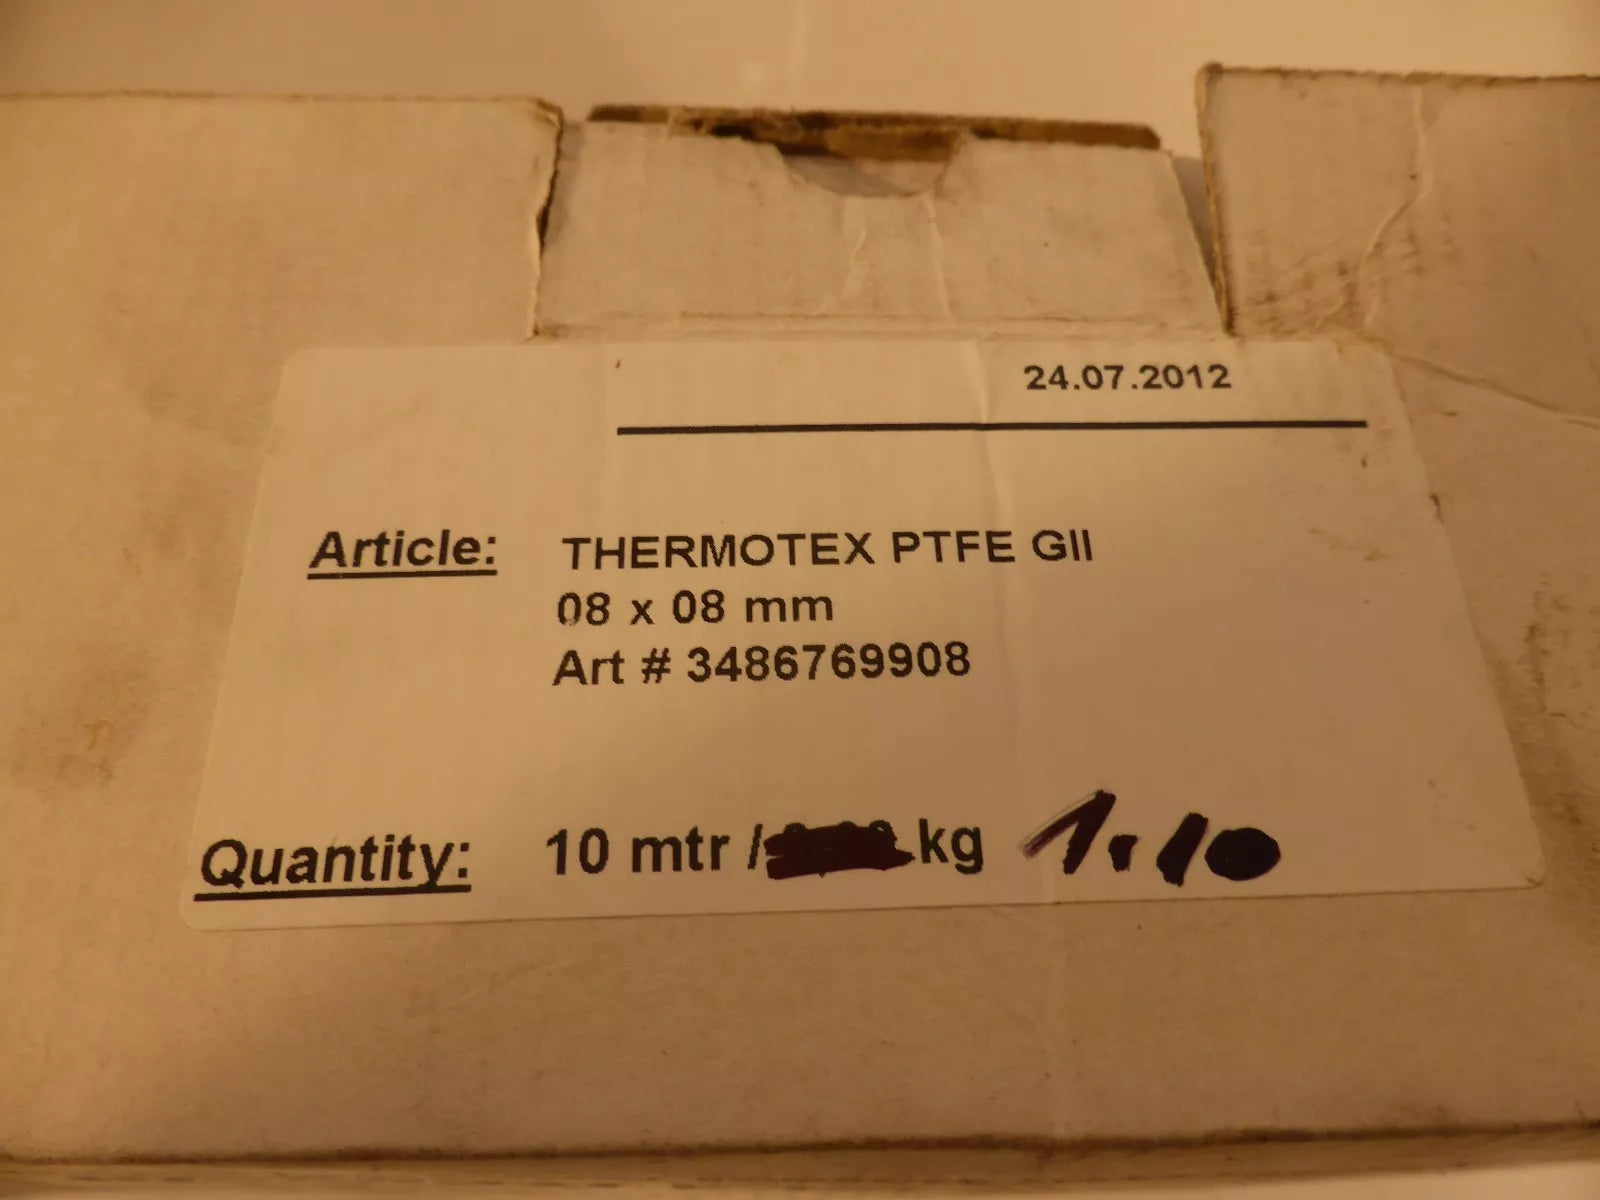 24.07.2012
Article: THERMOTEX PTFE GII
08 x 08 mm
Art # 3486769908
Quantity: 10 mtr / kg 1.10